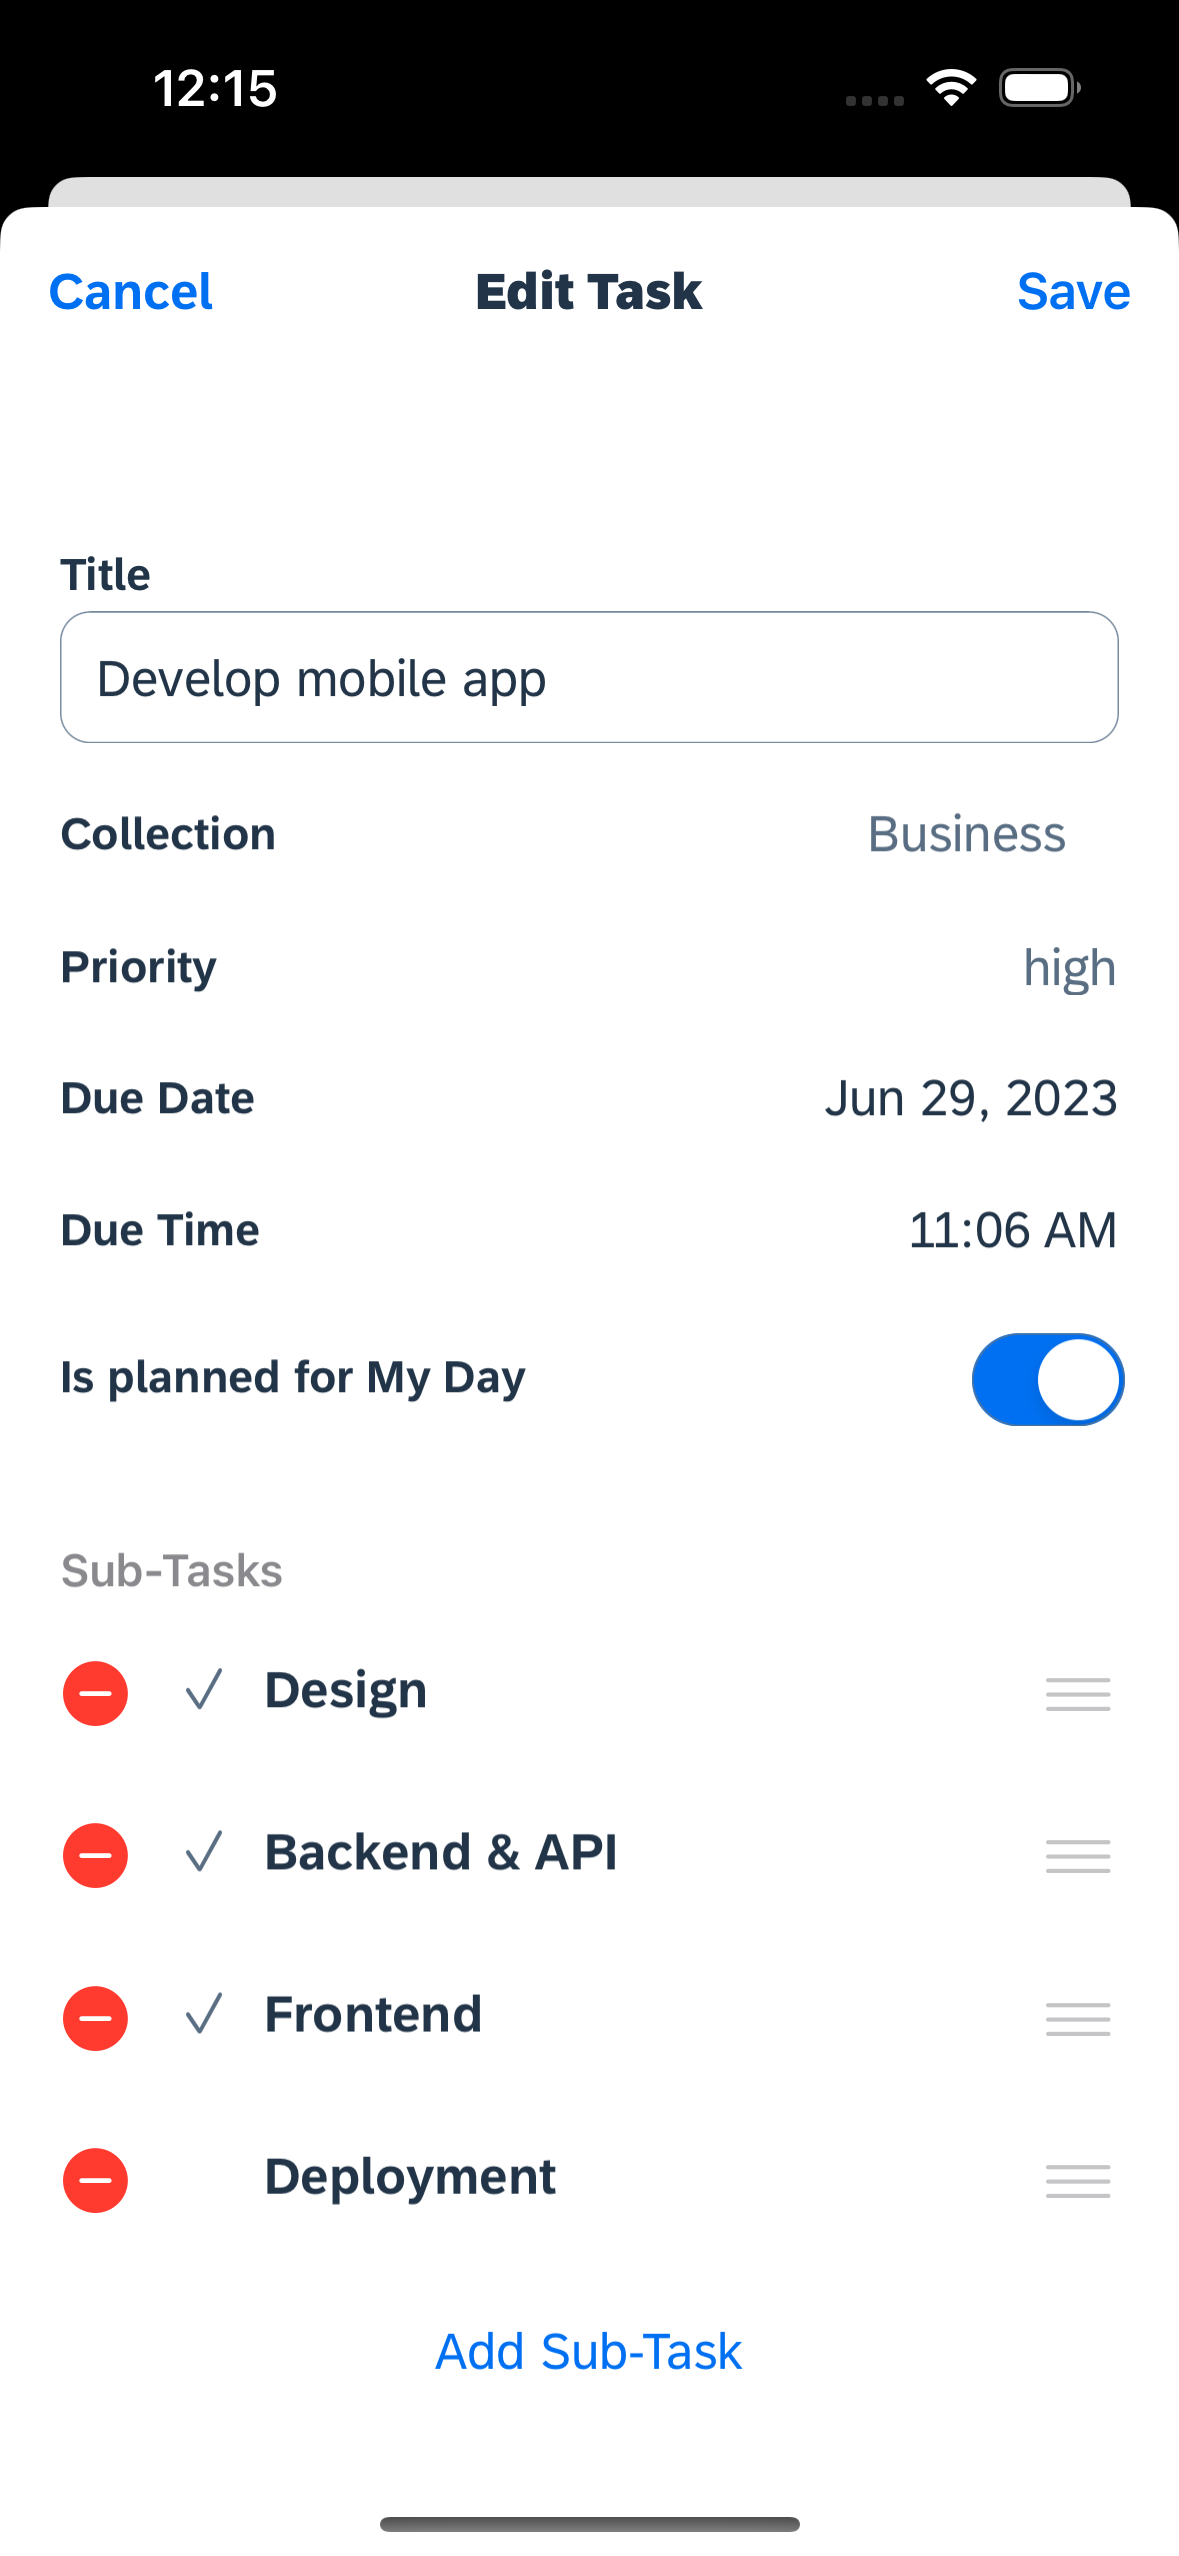 12:15
Cancel Edit Task Save
Title
Develop mobile app
Collection Business
Priority high
Due Date Jun 29, 2023
Due Time 11:06 AM
Is planned for My Day
Sub-Tasks
Design
Backend & API
Frontend
Deployment
Add Sub-Task